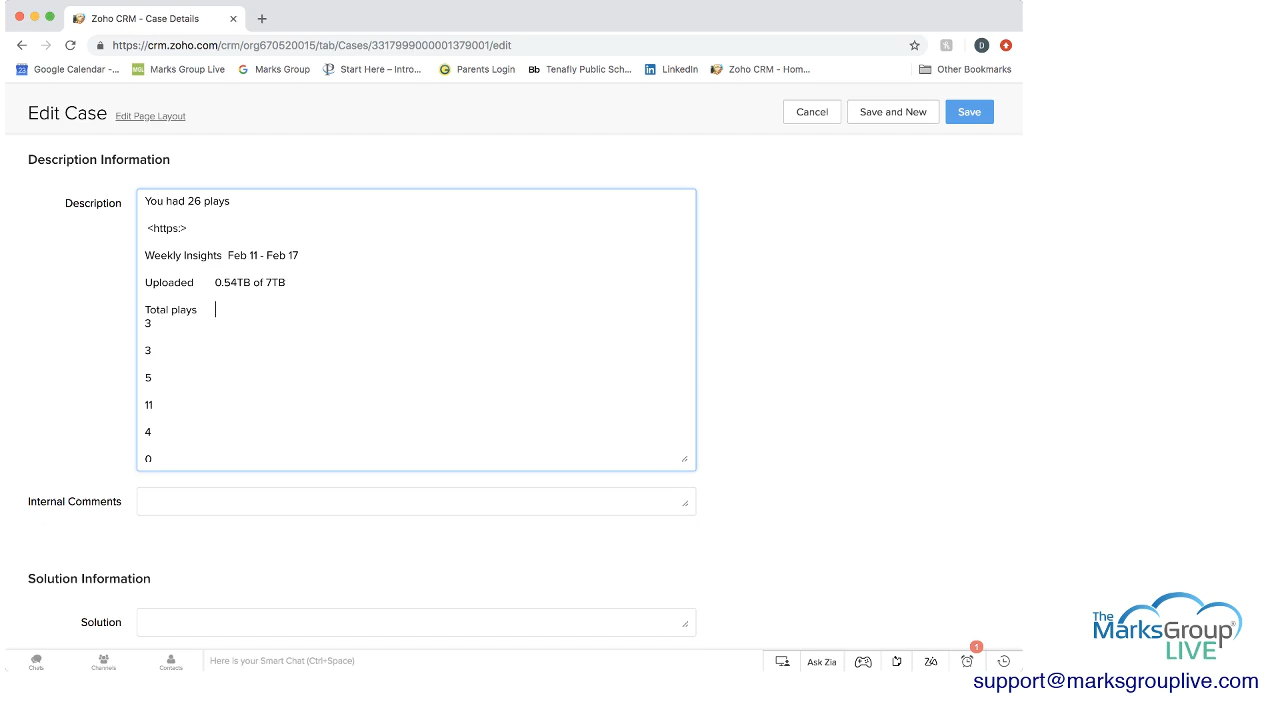 Zoho CRM - Case Details
https://crm.zoho.com/crm/org670520015/tab/Cases/3317999000001379001/edit
D
23 Google Calendar -... MGL Marks Group Live G Marks Group Start Here – Intro... G Parents Login Bb Tenafly Public Sch... in LinkedIn Zoho CRM - Hom... Other Bookmarks
Edit Case Edit Page Layout Cancel Save and New Save
Description Information
Description
You had 26 plays
<https:>
Weekly Insights Feb 11 - Feb 17
Uploaded 0.54TB of 7TB
Total plays
3
3
5
11
4
0
Internal Comments
Solution Information
Solution
Chats Channels Contacts Here is your Smart Chat (Ctrl+Space) Ask Zia 1
The
MarksGroup®
LIVE
support@marksgrouplive.com